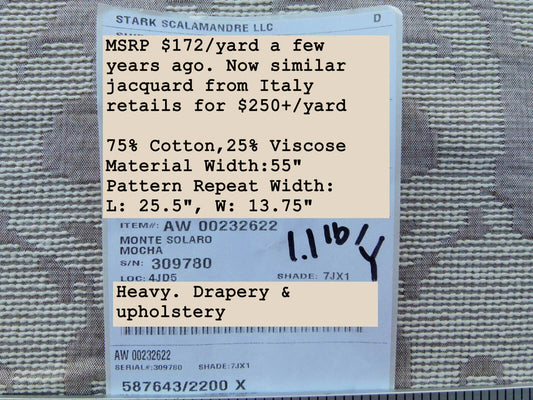 STARK SCALAMANDRE LLC D
MSRP $172/yard a few
years ago. Now similar
jacquard from Italy
retails for $250+/yard
75% Cotton,25% Viscose
Material Width:55"
Pattern Repeat Width:
L: 25.5", W: 13.75"
ITEM#: AW 00232622
MONTE SOLARO
MOCHA
S/N: 309780
1.1 lb/Y
LOC: 4JD5 SHADE: 7JX1
Heavy. Drapery &
upholstery
AW 00232622
SERIAL#:309780 SHADE:7JX1
587643/2200 X